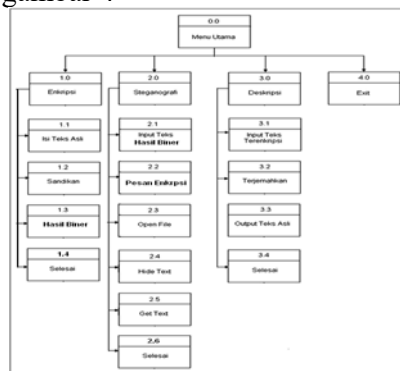 gambar 4.
0.0
Menu Utama
1.0
Enkripsi
1.1
Isi Teks Asli
1.2
Sandikan
1.3
Hasil Biner
1.4
Selesai
2.0
Steganografi
2.1
Input Teks
Hasil Biner
2.2
Pesan Enkrpsi
2.3
Open File
2.4
Hide Text
2.5
Get Text
2.6
Selesai
3.0
Deskripsi
3.1
Input Teks
Terenkripsi
3.2
Terjemahkan
3.3
Output Teks Asli
3.4
Selesai
4.0
Exit